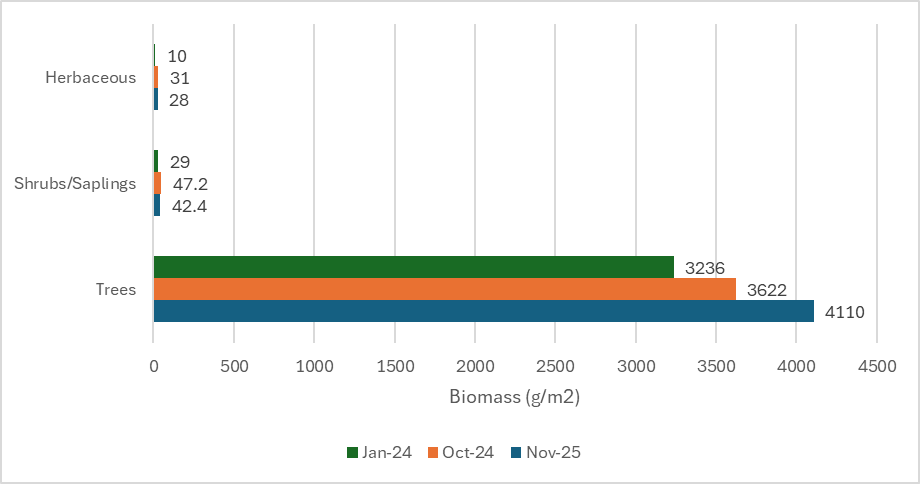 Herbaceous
10
31
28
Shrubs/Saplings
29
47.2
42.4
Trees
3236
3622
4110
0 500 1000 1500 2000 2500 3000 3500 4000 4500
Biomass (g/m2)
Jan-24 Oct-24 Nov-25